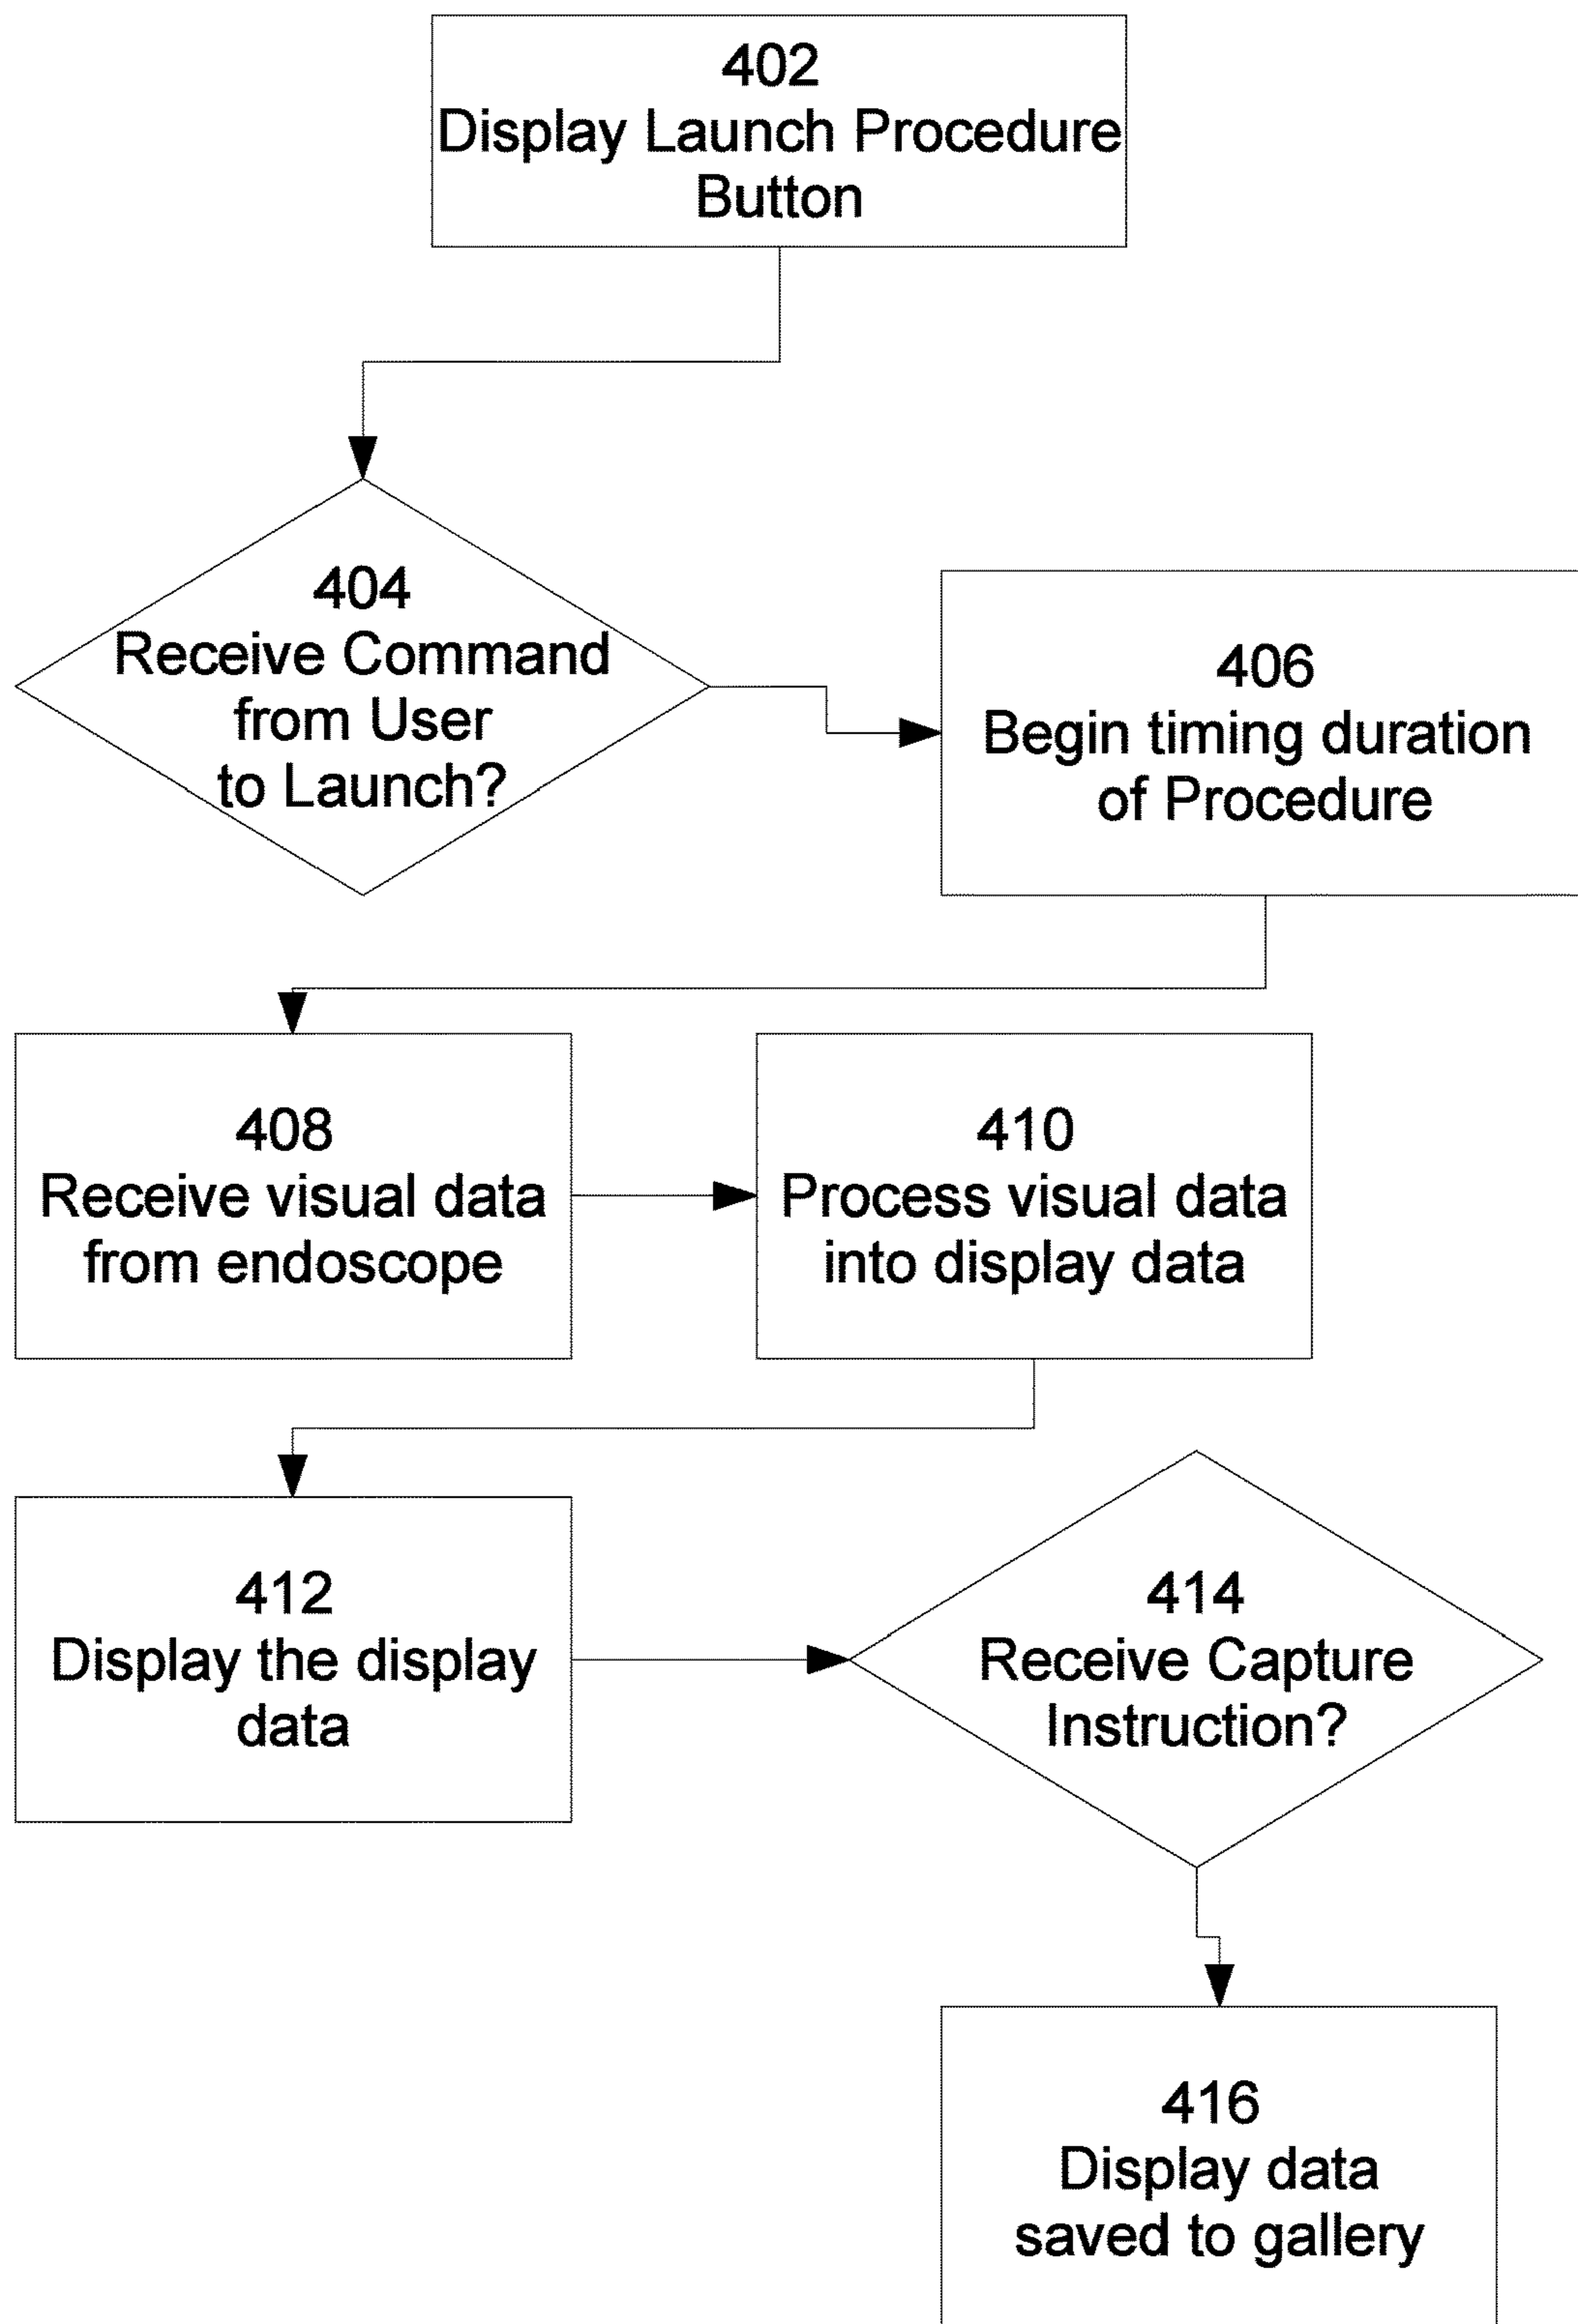 402
Display Launch Procedure
Button
404
Receive Command
from User
to Launch?
406
Begin timing duration
of Procedure
408
Receive visual data
from endoscope
410
Process visual data
into display data
412
Display the display
data
414
Receive Capture
Instruction?
416
Display data
saved to gallery